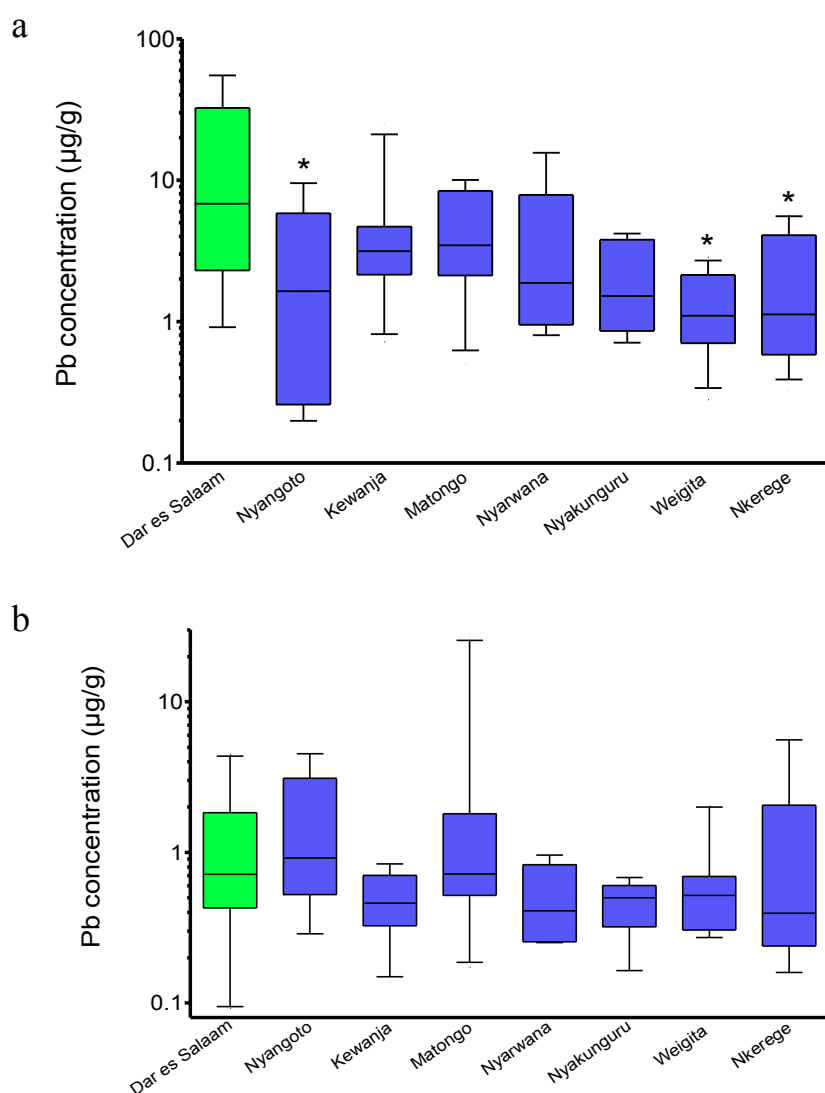 a
Pb concentration (µg/g)
100
10
1
0.1
*
*
*
Dar es Salaam
Nyangoto
Kewanja
Matongo
Nyarwana
Nyakunguru
Weigita
Nkerege
b
Pb concentration (µg/g)
10
1
0.1
Dar es Salaam
Nyangoto
Kewanja
Matongo
Nyarwana
Nyakunguru
Weigita
Nkerege